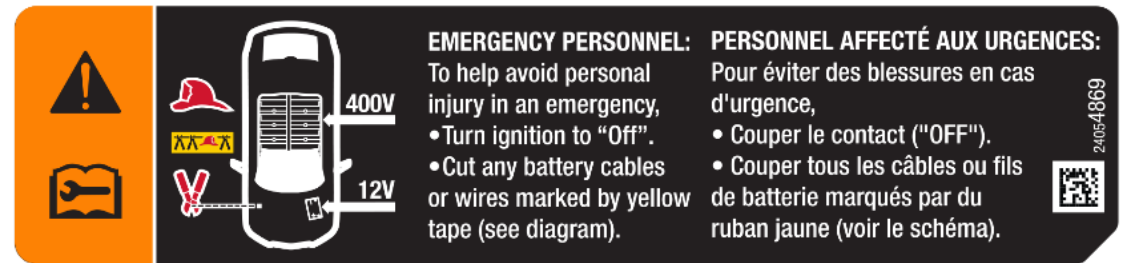 400V
12V
EMERGENCY PERSONNEL:
To help avoid personal
injury in an emergency,
•Turn ignition to “Off”.
•Cut any battery cables
or wires marked by yellow
tape (see diagram).
PERSONNEL AFFECTÉ AUX URGENCES:
Pour éviter des blessures en cas
d'urgence,
• Couper le contact ("OFF").
• Couper tous les câbles ou fils
de batterie marqués par du
ruban jaune (voir le schéma).
24054869